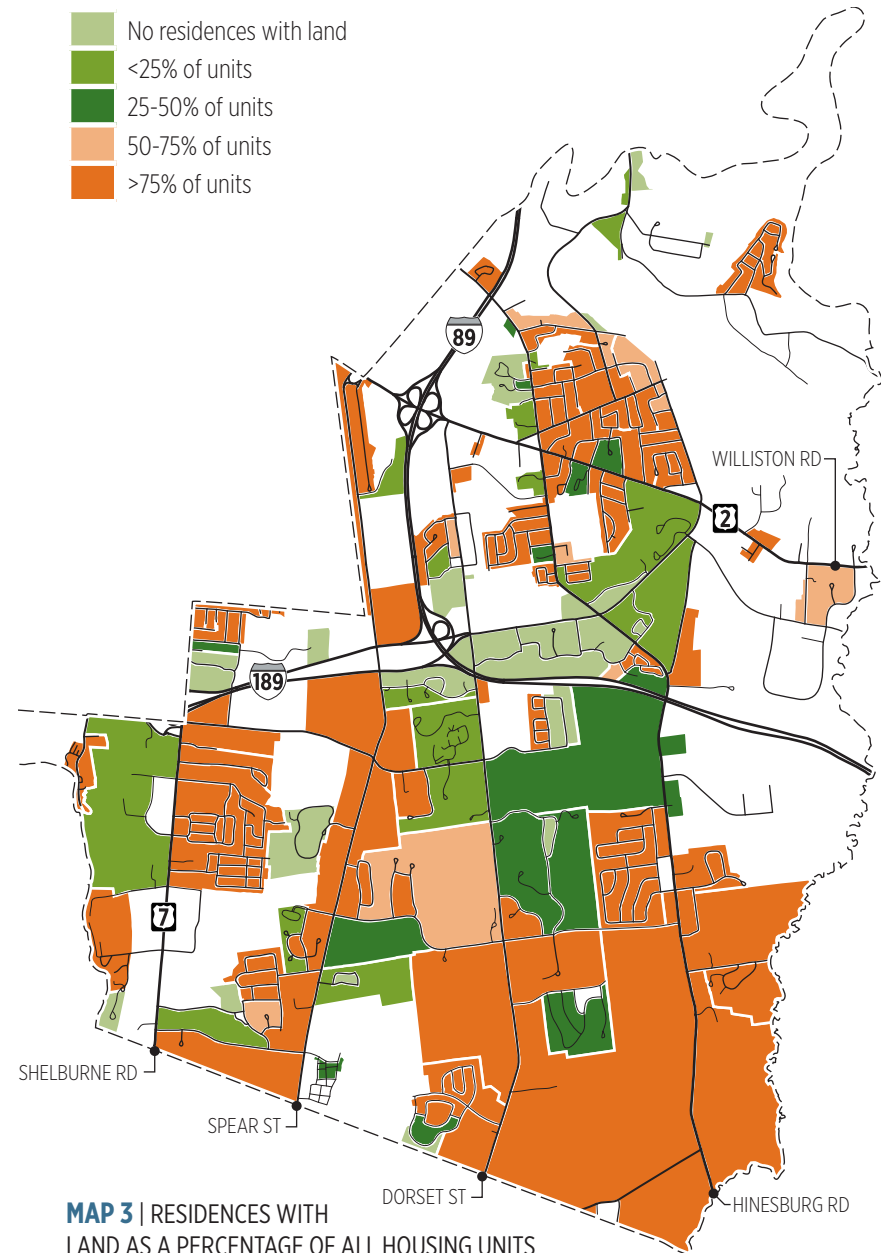 No residences with land
<25% of units
25-50% of units
50-75% of units
>75% of units
89
WILLISTON RD
2
189
7
SHELBURNE RD
SPEAR ST
DORSET ST
HINESBURG RD
MAP 3 | RESIDENCES WITH
LAND AS A PERCENTAGE OF ALL HOUSING UNITS